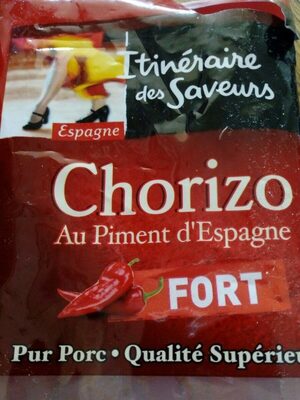 Itinéraire
des Saveurs
Espagne
Chorizo
Au Piment d'Espagne
FORT
Pur Porc • Qualité Supérieu